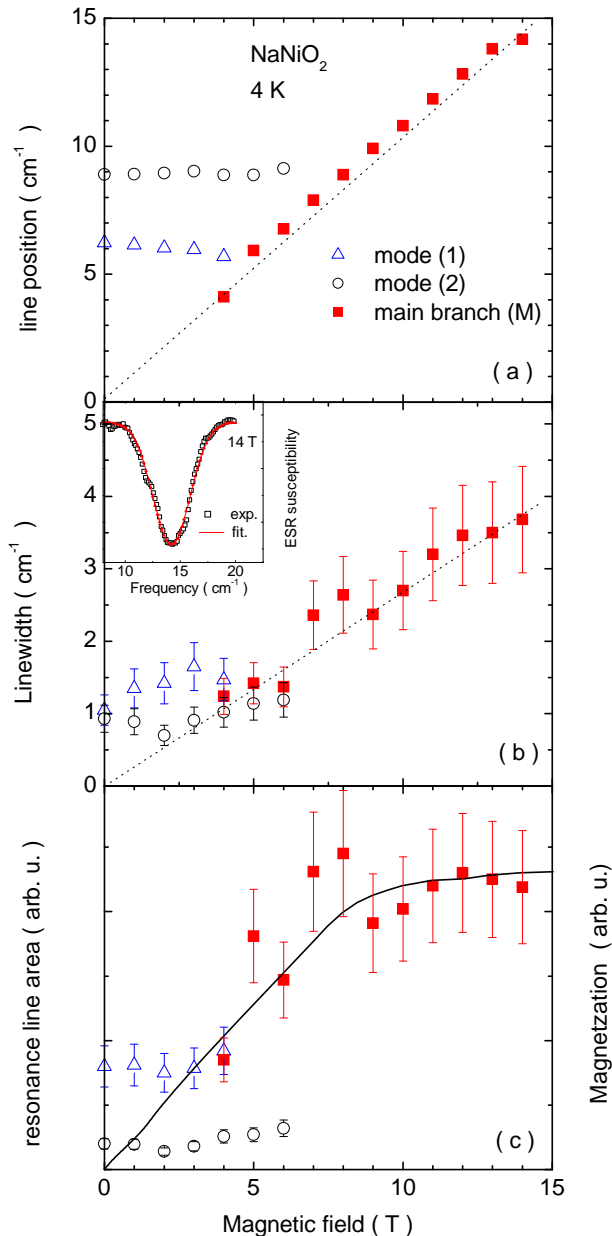 NaNiO2
4 K
15
10
5
0
line position ( cm-1 )
mode (1)
mode (2)
main branch (M)
( a )
5
4
3
2
1
0
Linewidth ( cm-1 )
14 T
exp.
fit.
ESR susceptibility
10 15 20
Frequency ( cm-1 )
( b )
resonance line area ( arb. u. )
Magnetzation ( arb. u. )
( c )
0 5 10 15
Magnetic field ( T )